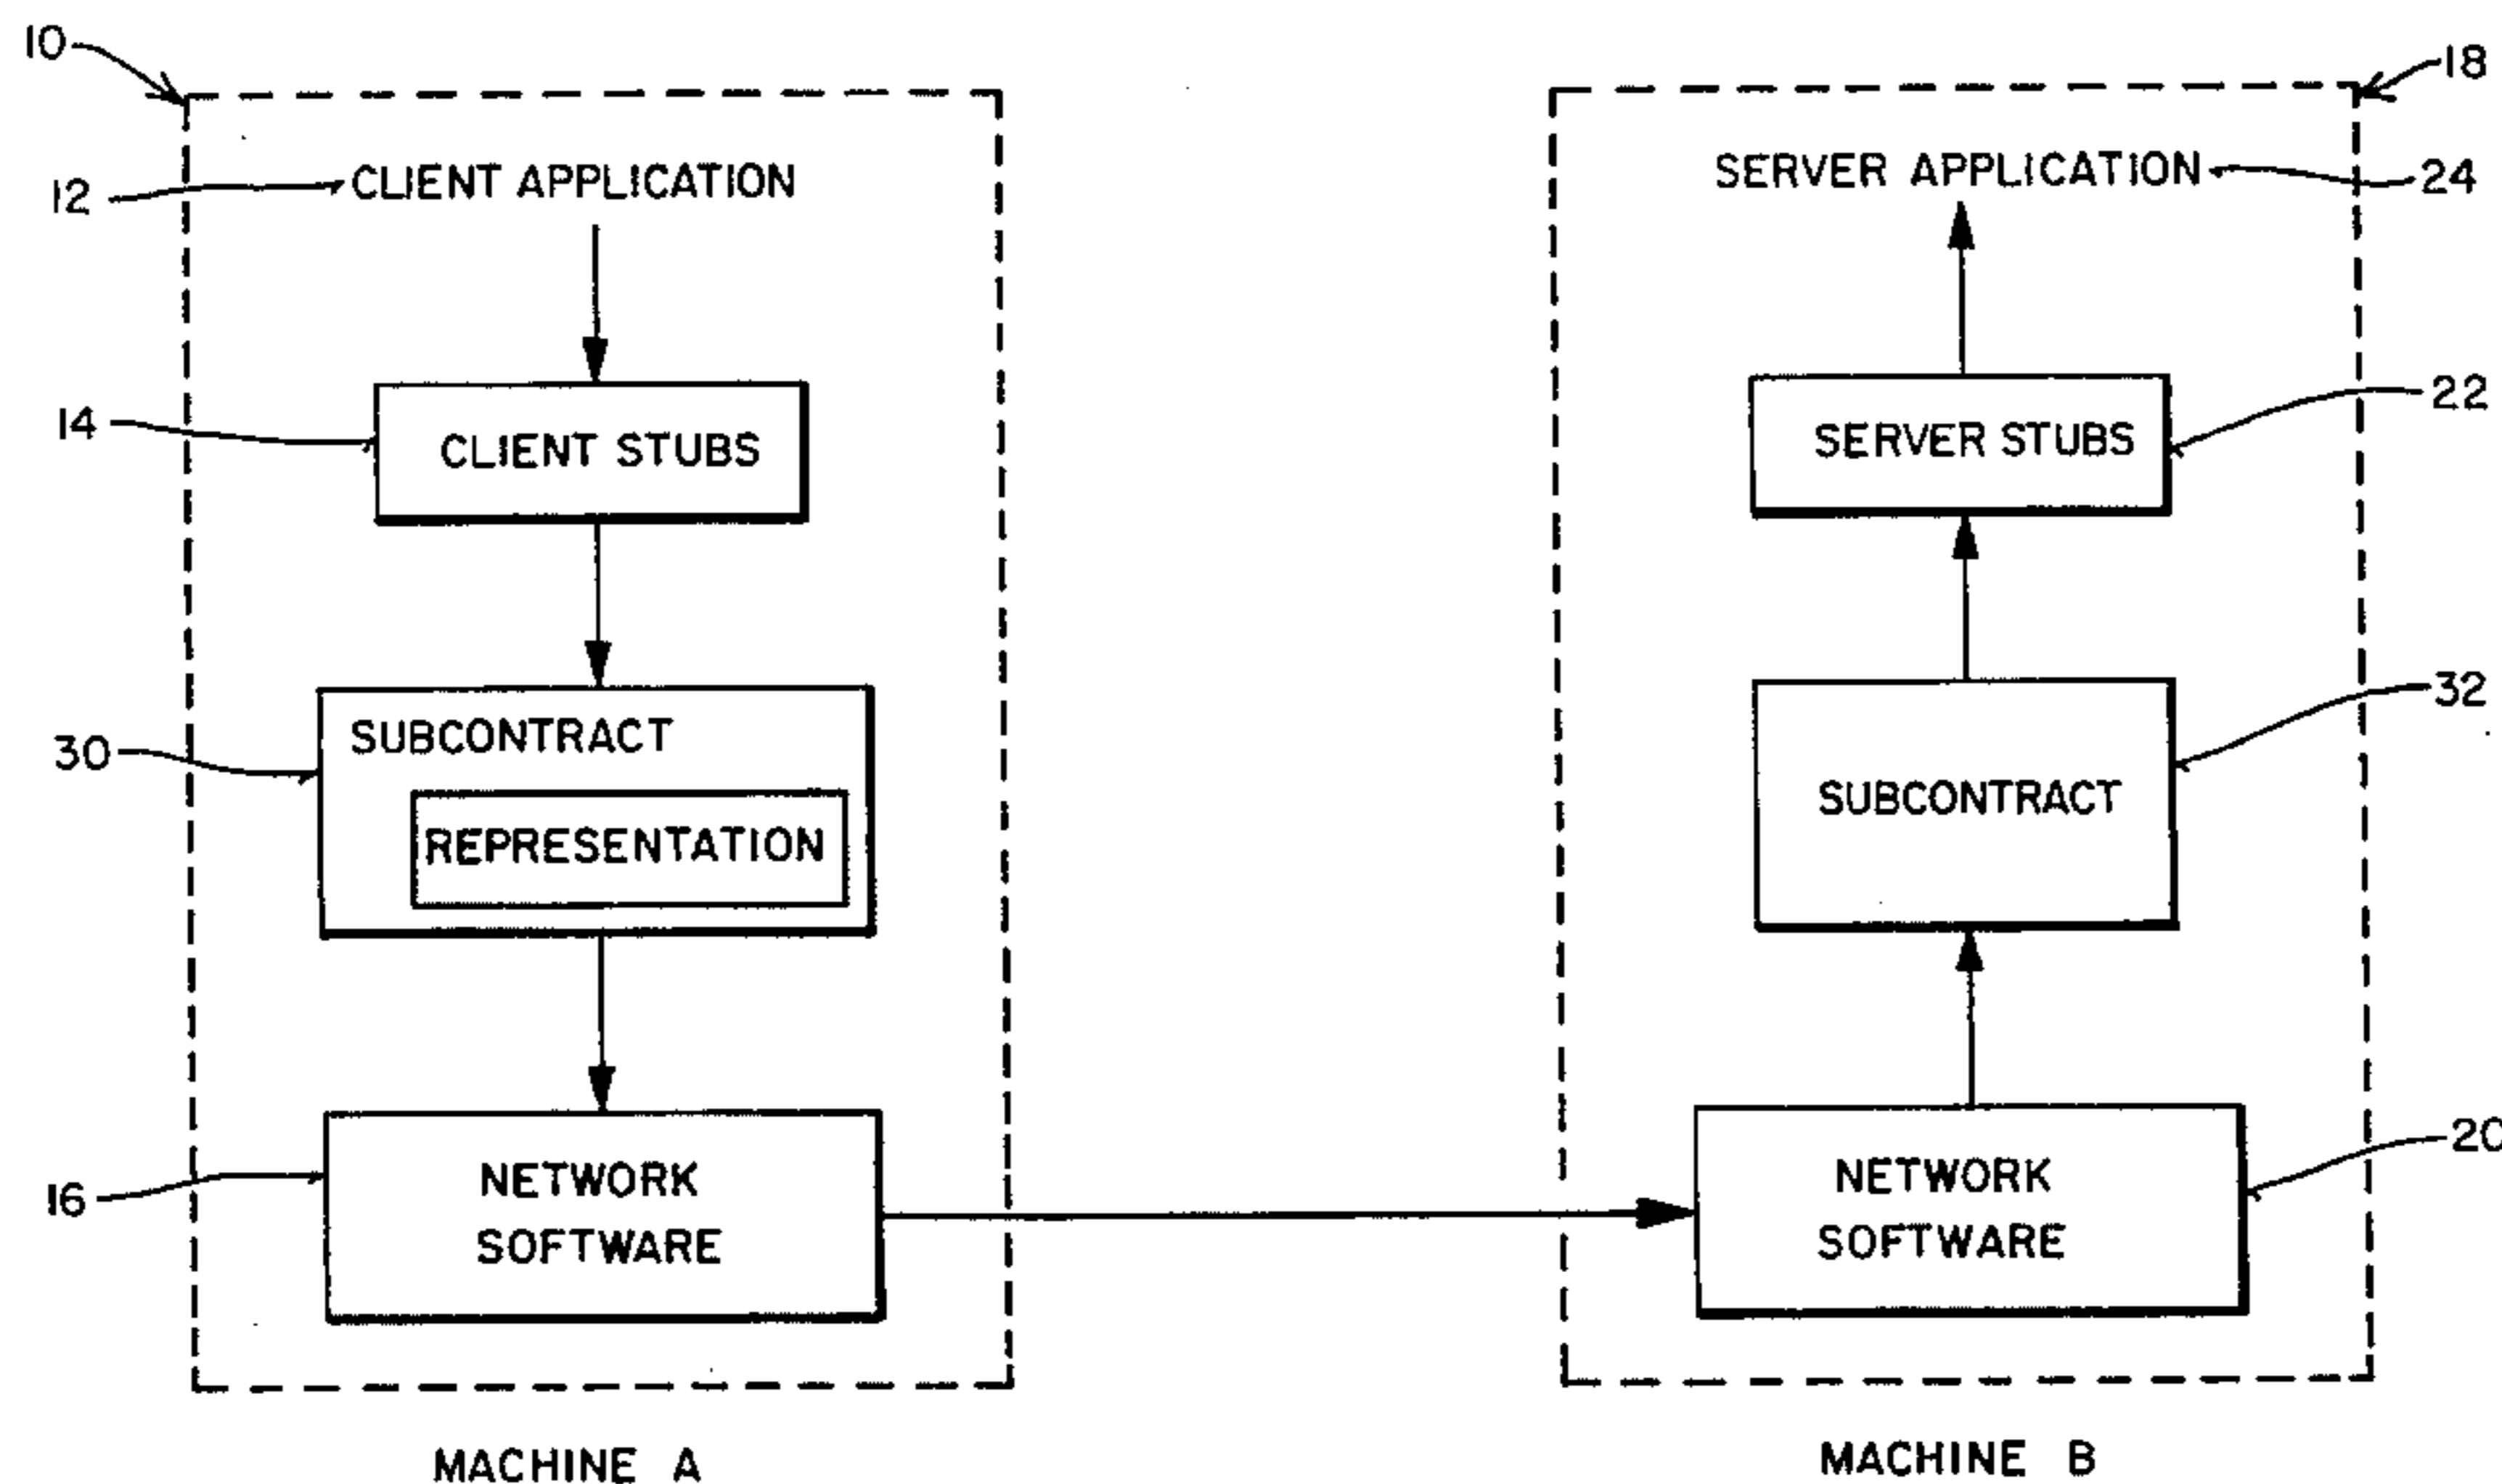 10
18
12
CLIENT APPLICATION
SERVER APPLICATION
24
14
CLIENT STUBS
SERVER STUBS
22
30
SUBCONTRACT
REPRESENTATION
SUBCONTRACT
32
16
NETWORK
SOFTWARE
NETWORK
SOFTWARE
20
MACHINE A
MACHINE B